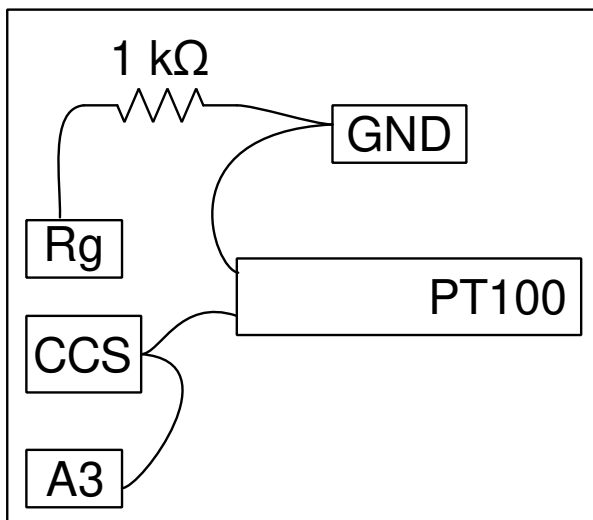 1 kΩ
GND
Rg
PT100
CCS
A3